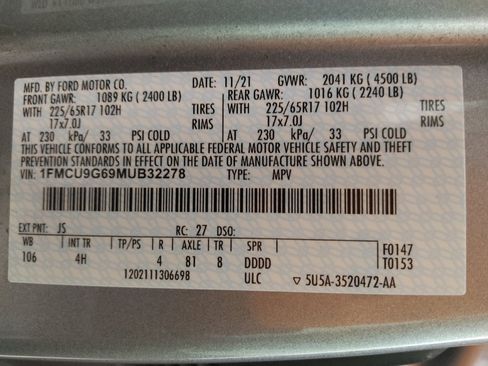 MFD. BY FORD MOTOR CO. DATE: 11/21 GVWR: 2041 KG ( 4500 LB)
FRONT GAWR: 1089 KG ( 2400 LB) REAR GAWR: 1016 KG ( 2240 LB)
WITH 225/65R17 102H TIRES WITH 225/65R17 102H TIRES
17x7.0J RIMS 17x7.0J RIMS
AT 230 kPa/ 33 PSI COLD AT 230 kPa/ 33 PSI COLD
THIS VEHICLE CONFORMS TO ALL APPLICABLE FEDERAL MOTOR VEHICLE SAFETY AND BUMPER
STANDARDS IN EFFECT ON THE DATE OF MANUFACTURE SHOWN ABOVE.
VIN: 1FMCU9G69MUB32278 TYPE: MPV
EXT PNT: JS RC: 27 DSO:
WB INT TR TP/PS R AXLE TR SPR F0147
106 4H 4 81 8 DDDD T0153
1202111306698 ULC ▽ 5U5A-3520472-AA